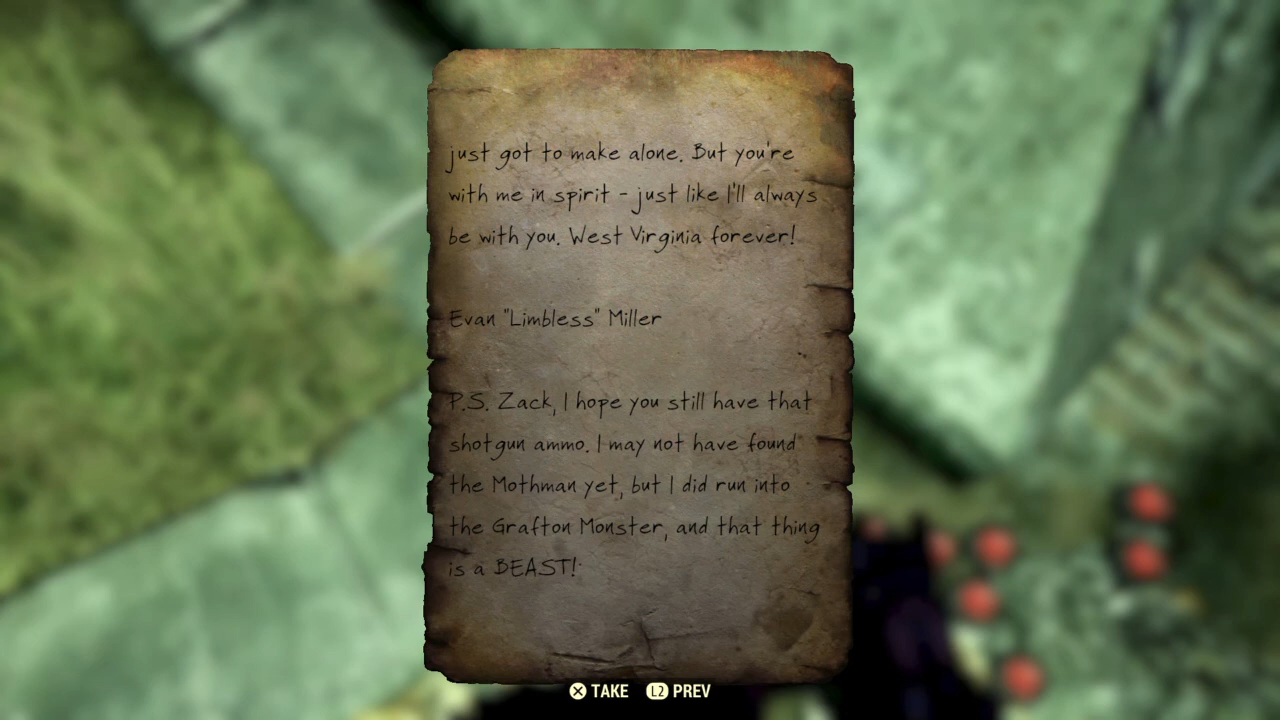 just got to make alone. But you're
with me in spirit - just like I'll always
be with you. West Virginia forever!
Evan "Limbless" Miller
P.S. Zack, I hope you still have that
shotgun ammo. I may not have found
the Mothman yet, but I did run into
the Grafton Monster, and that thing
is a BEAST!
TAKE L2 PREV